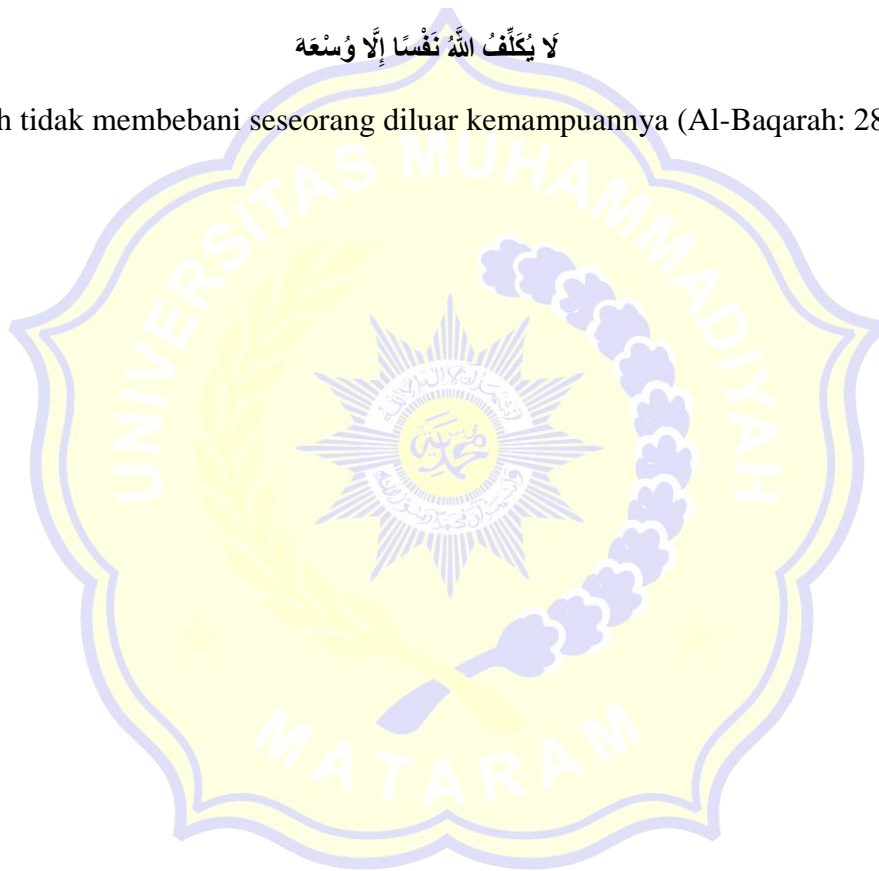 لَا يُكَلِّفُ اللَّهُ نَفْسًا إِلَّا وُسْعَهَ
h tidak membebani seseorang diluar kemampuannya (Al-Baqarah: 28
UNIVERSITAS MUHAMMADIYAH
MATARAM